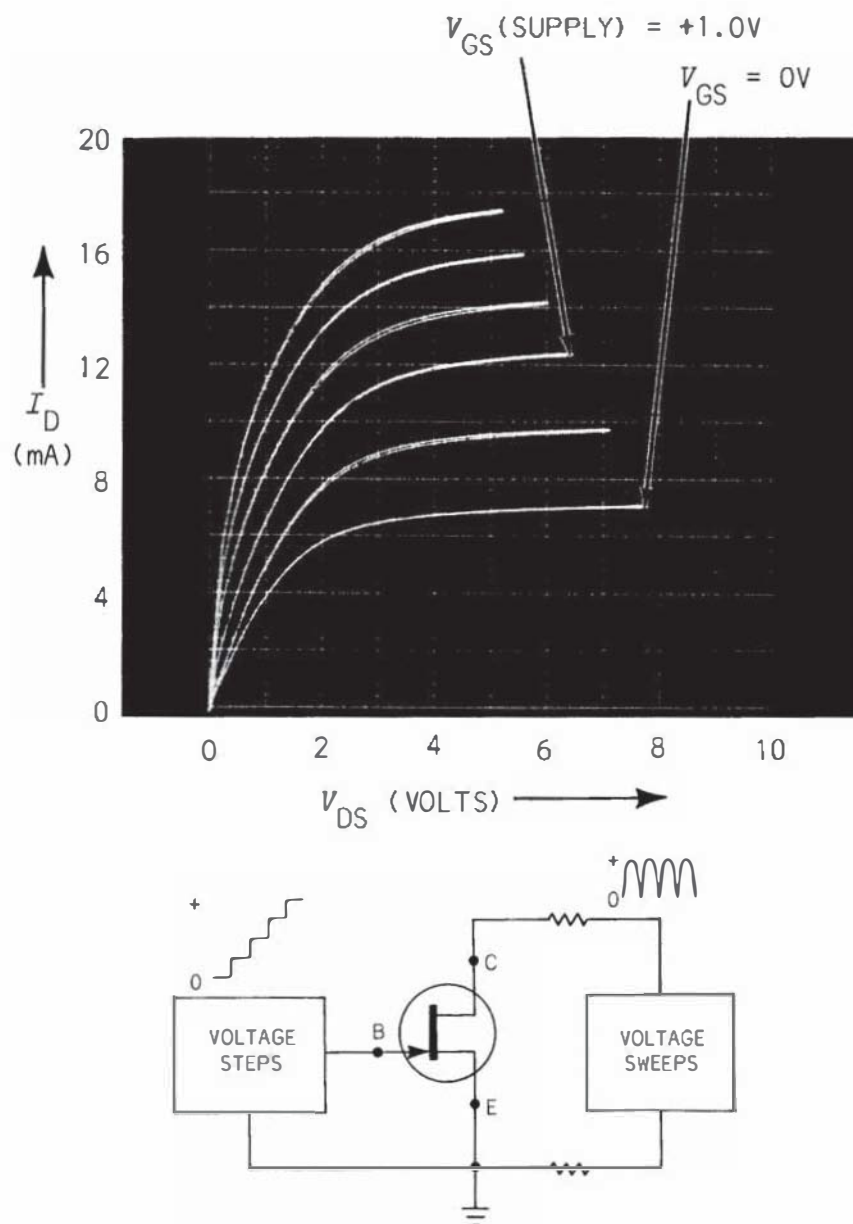 V_GS (SUPPLY) = +1.0V
V_GS = 0V
20
16
12
8
4
0
I_D
(mA)
0 2 4 6 8 10
V_DS (VOLTS)
+
0
+
0
C
B
E
VOLTAGE
STEPS
VOLTAGE
SWEEPS